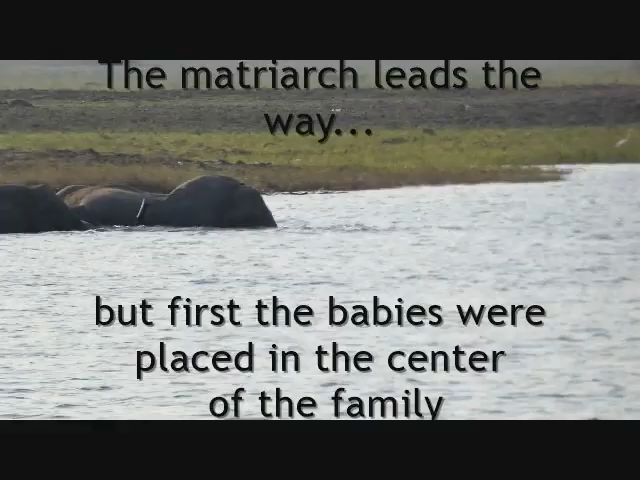 The matriarch leads the
way...
but first the babies were
placed in the center
of the family